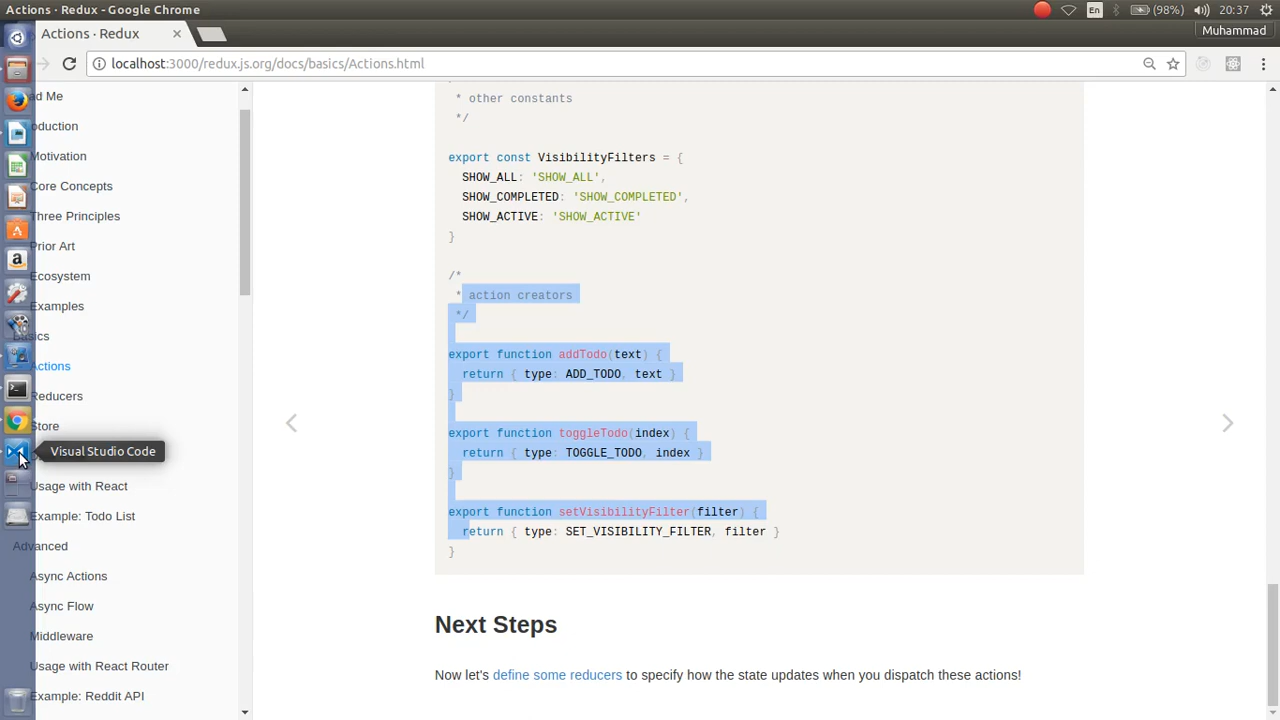 Actions · Redux - Google Chrome
En
(98%)
20:37
Actions · Redux
Muhammad
localhost:3000/redux.js.org/docs/basics/Actions.html
ad Me
oduction
Motivation
Core Concepts
Three Principles
Prior Art
Ecosystem
Examples
asics
Actions
Reducers
Store
Visual Studio Code
Usage with React
Example: Todo List
Advanced
Async Actions
Async Flow
Middleware
Usage with React Router
Example: Reddit API
* other constants
*/
export const VisibilityFilters = {
SHOW_ALL: 'SHOW_ALL',
SHOW_COMPLETED: 'SHOW_COMPLETED',
SHOW_ACTIVE: 'SHOW_ACTIVE'
}
/*
* action creators
*/
export function addTodo(text) {
return { type: ADD_TODO, text }
}
export function toggleTodo(index) {
return { type: TOGGLE_TODO, index }
}
export function setVisibilityFilter(filter) {
return { type: SET_VISIBILITY_FILTER, filter }
}
Next Steps
Now let's define some reducers to specify how the state updates when you dispatch these actions!